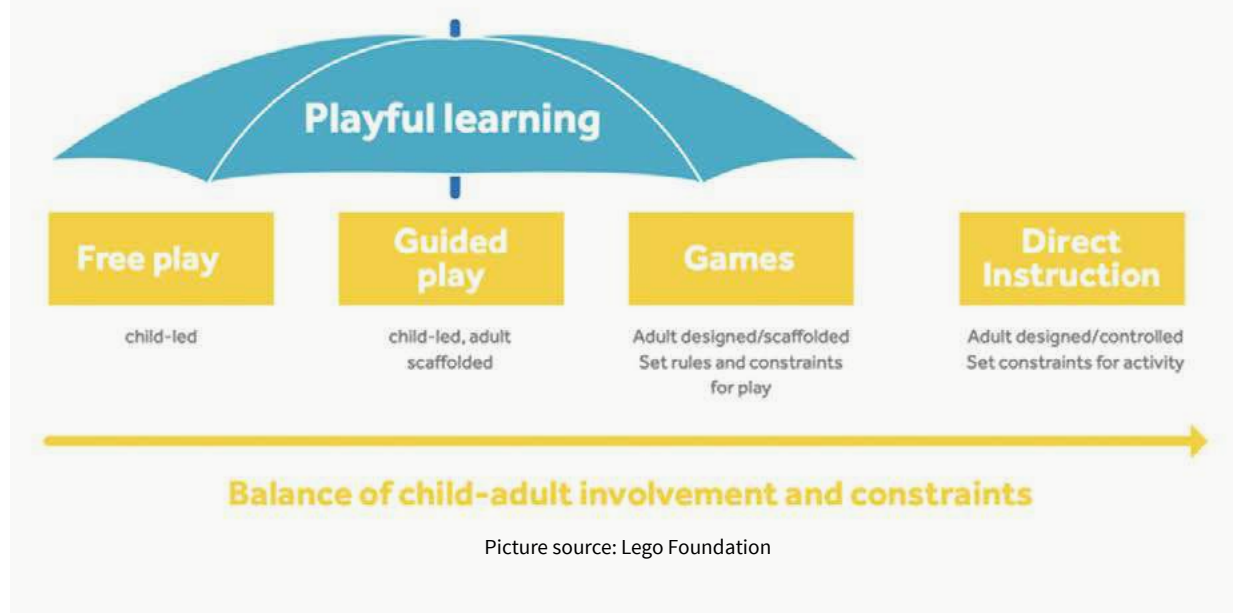 Playful learning
Free play
Guided
play
Games
Direct
Instruction
child-led
child-led, adult
scaffolded
Adult designed/scaffolded
Set rules and constraints
for play
Adult designed/controlled
Set constraints for activity
Balance of child-adult involvement and constraints
Picture source: Lego Foundation